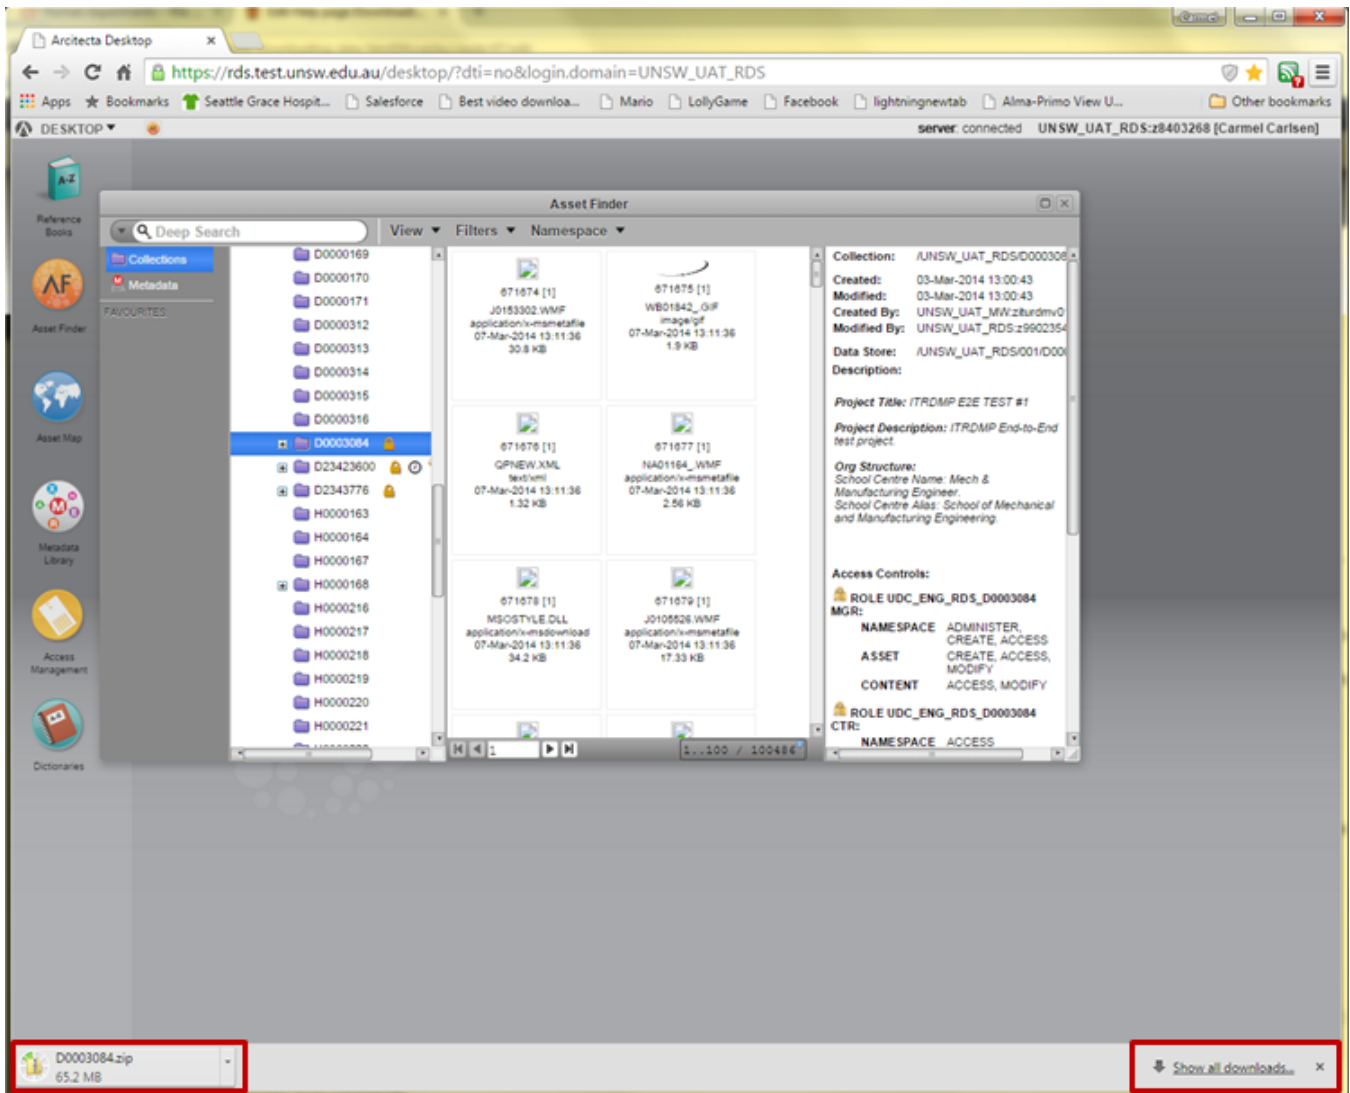 Arcitecta Desktop
Carmel
https://rds.test.unsw.edu.au/desktop/?dti=no&login.domain=UNSW_UAT_RDS
Apps Bookmarks Seattle Grace Hospit... Salesforce Best video downloa... Mario LollyGame Facebook lightningnewtab Alma-Primo View U... Other bookmarks
DESKTOP server: connected UNSW_UAT_RDS:z8403268 [Carmel Carlsen]
A-Z
Reference
Books
AF
Asset Finder
Asset Map
M
Metadata
Library
Access
Management
Dictionaries
Asset Finder
Deep Search View Filters Namespace
Collections
Metadata
FAVOURITES
D0000169
D0000170
D0000171
D0000312
D0000313
D0000314
D0000315
D0000316
D0003084
D23423600
D2343776
H0000163
H0000164
H0000167
H0000168
H0000216
H0000217
H0000218
H0000219
H0000220
H0000221
671674 [1]
J0153302.WMF
application/x-msmetafile
07-Mar-2014 13:11:36
30.8 KB
671675 [1]
WB01842_.GIF
image/gif
07-Mar-2014 13:11:36
1.9 KB
671676 [1]
QPNEW.XML
text/xml
07-Mar-2014 13:11:36
1.32 KB
671677 [1]
NA01164_.WMF
application/x-msmetafile
07-Mar-2014 13:11:36
2.56 KB
671678 [1]
MSOSTYLE.DLL
application/x-msdownload
07-Mar-2014 13:11:36
34.2 KB
671679 [1]
J0105526.WMF
application/x-msmetafile
07-Mar-2014 13:11:36
17.33 KB
1
1..100 / 100486
Collection: /UNSW_UAT_RDS/D000308
Created: 03-Mar-2014 13:00:43
Modified: 03-Mar-2014 13:00:43
Created By: UNSW_UAT_MW:ziturdmv0
Modified By: UNSW_UAT_RDS:z9902354
Data Store: /UNSW_UAT_RDS/001/D00
Description:
Project Title: ITRDMP E2E TEST #1
Project Description: ITRDMP End-to-End
test project.
Org Structure:
School Centre Name: Mech &
Manufacturing Engineer.
School Centre Alias: School of Mechanical
and Manufacturing Engineering.
Access Controls:
ROLE UDC_ENG_RDS_D0003084
MGR:
NAMESPACE ADMINISTER,
CREATE, ACCESS
ASSET CREATE, ACCESS,
MODIFY
CONTENT ACCESS, MODIFY
ROLE UDC_ENG_RDS_D0003084
CTR:
NAMESPACE ACCESS
D0003084.zip
65.2 MB
Show all downloads...